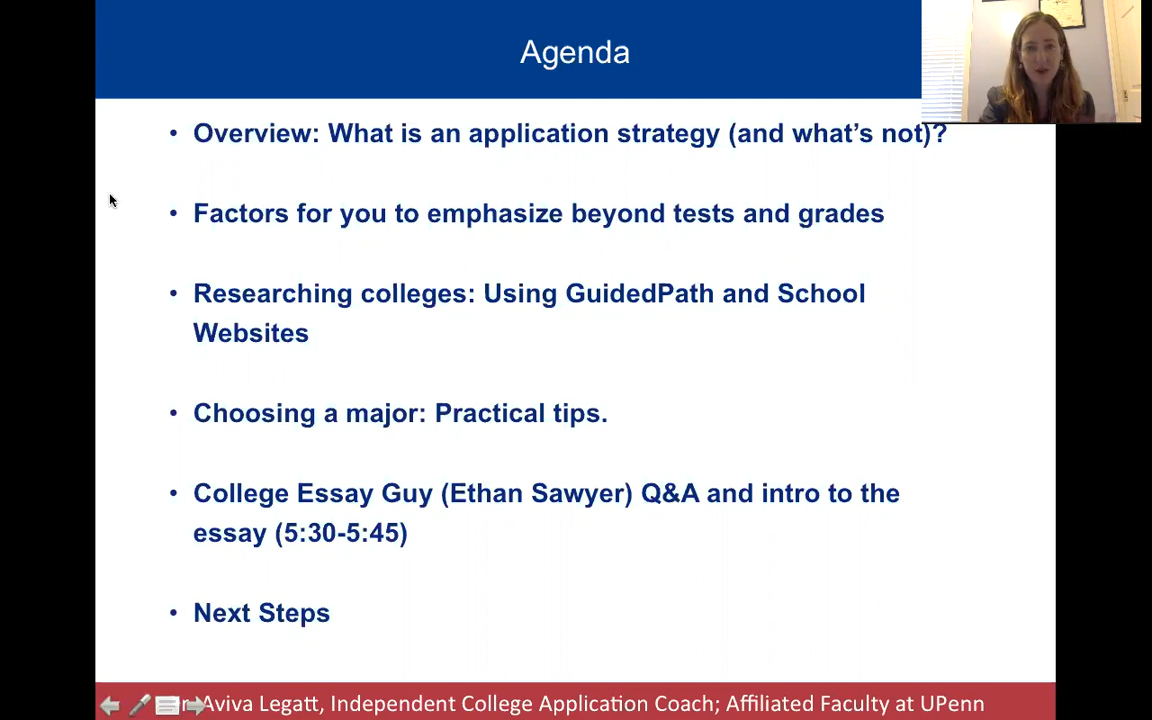 Agenda
• Overview: What is an application strategy (and what's not)?
• Factors for you to emphasize beyond tests and grades
• Researching colleges: Using GuidedPath and School
Websites
• Choosing a major: Practical tips.
• College Essay Guy (Ethan Sawyer) Q&A and intro to the
essay (5:30-5:45)
• Next Steps
Aviva Legatt, Independent College Application Coach; Affiliated Faculty at UPenn